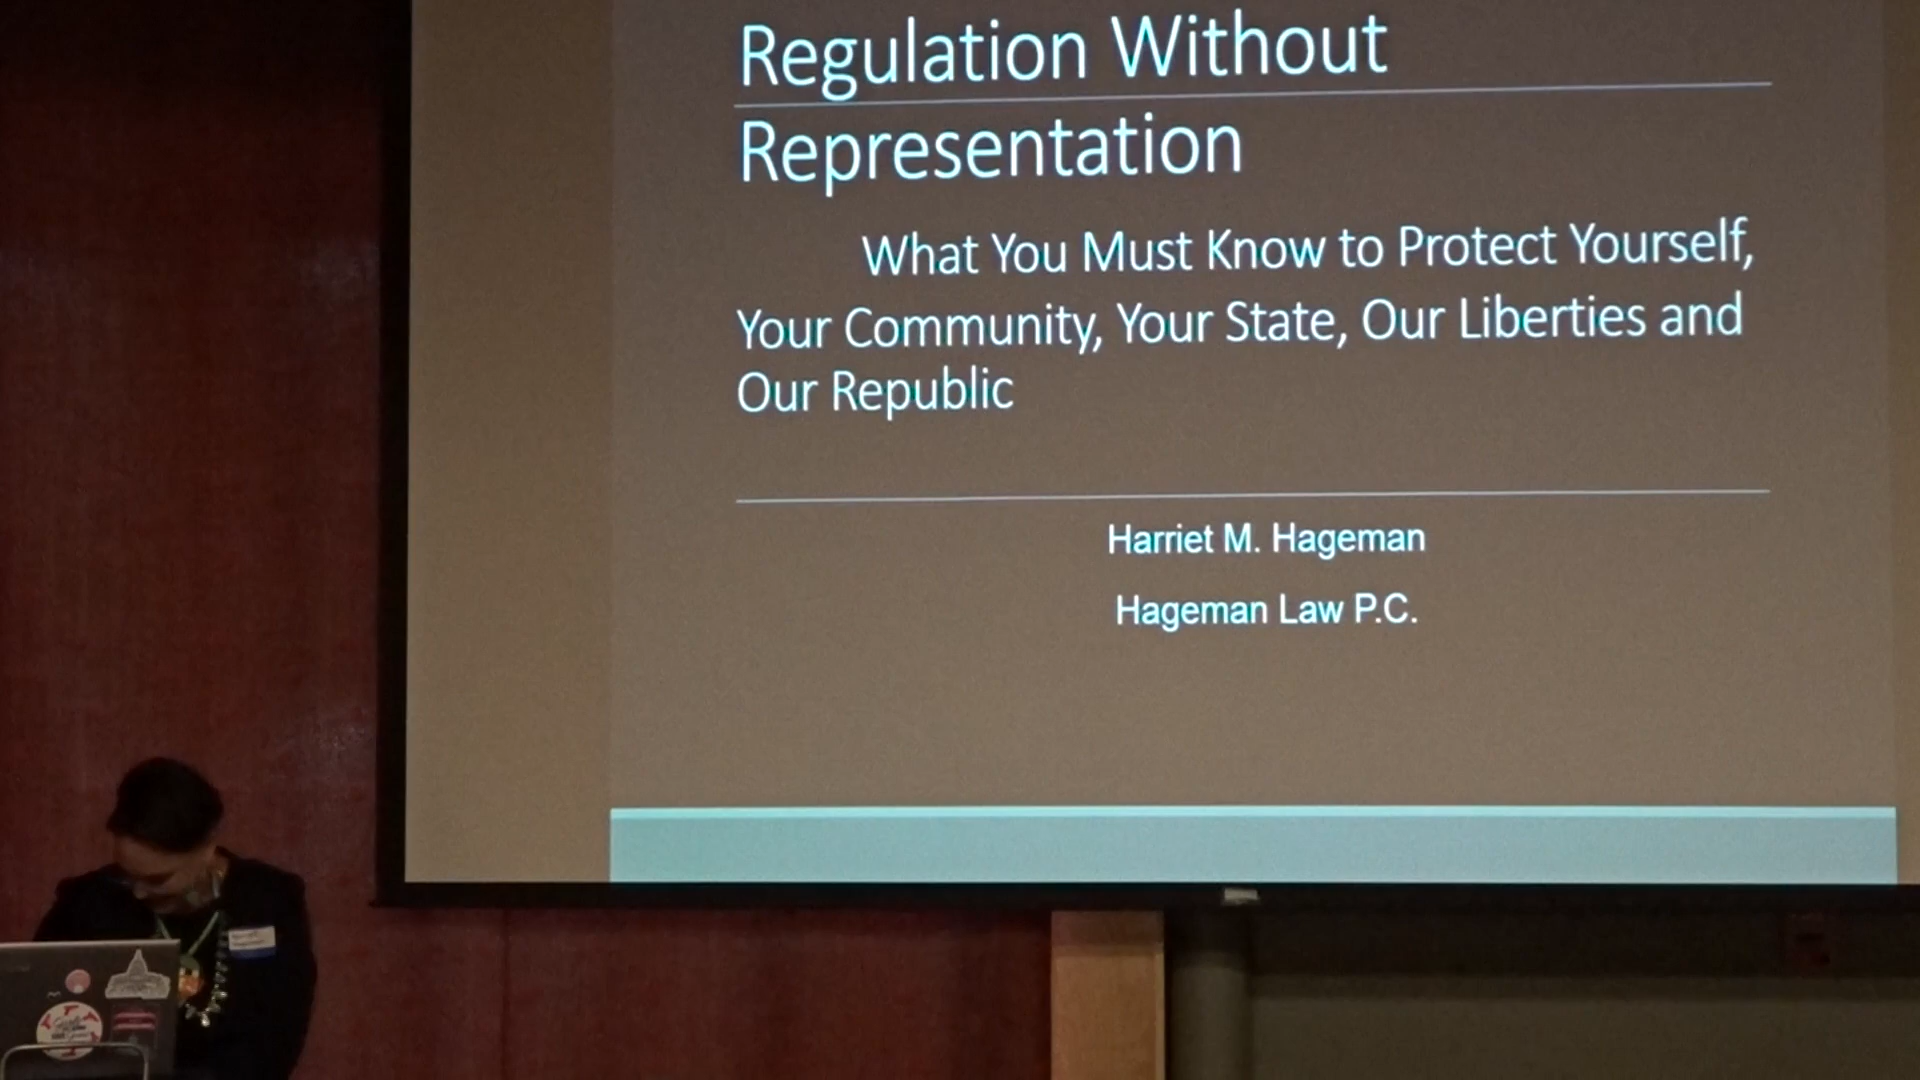 Regulation Without
Representation
What You Must Know to Protect Yourself,
Your Community, Your State, Our Liberties and
Our Republic
Harriet M. Hageman
Hageman Law P.C.